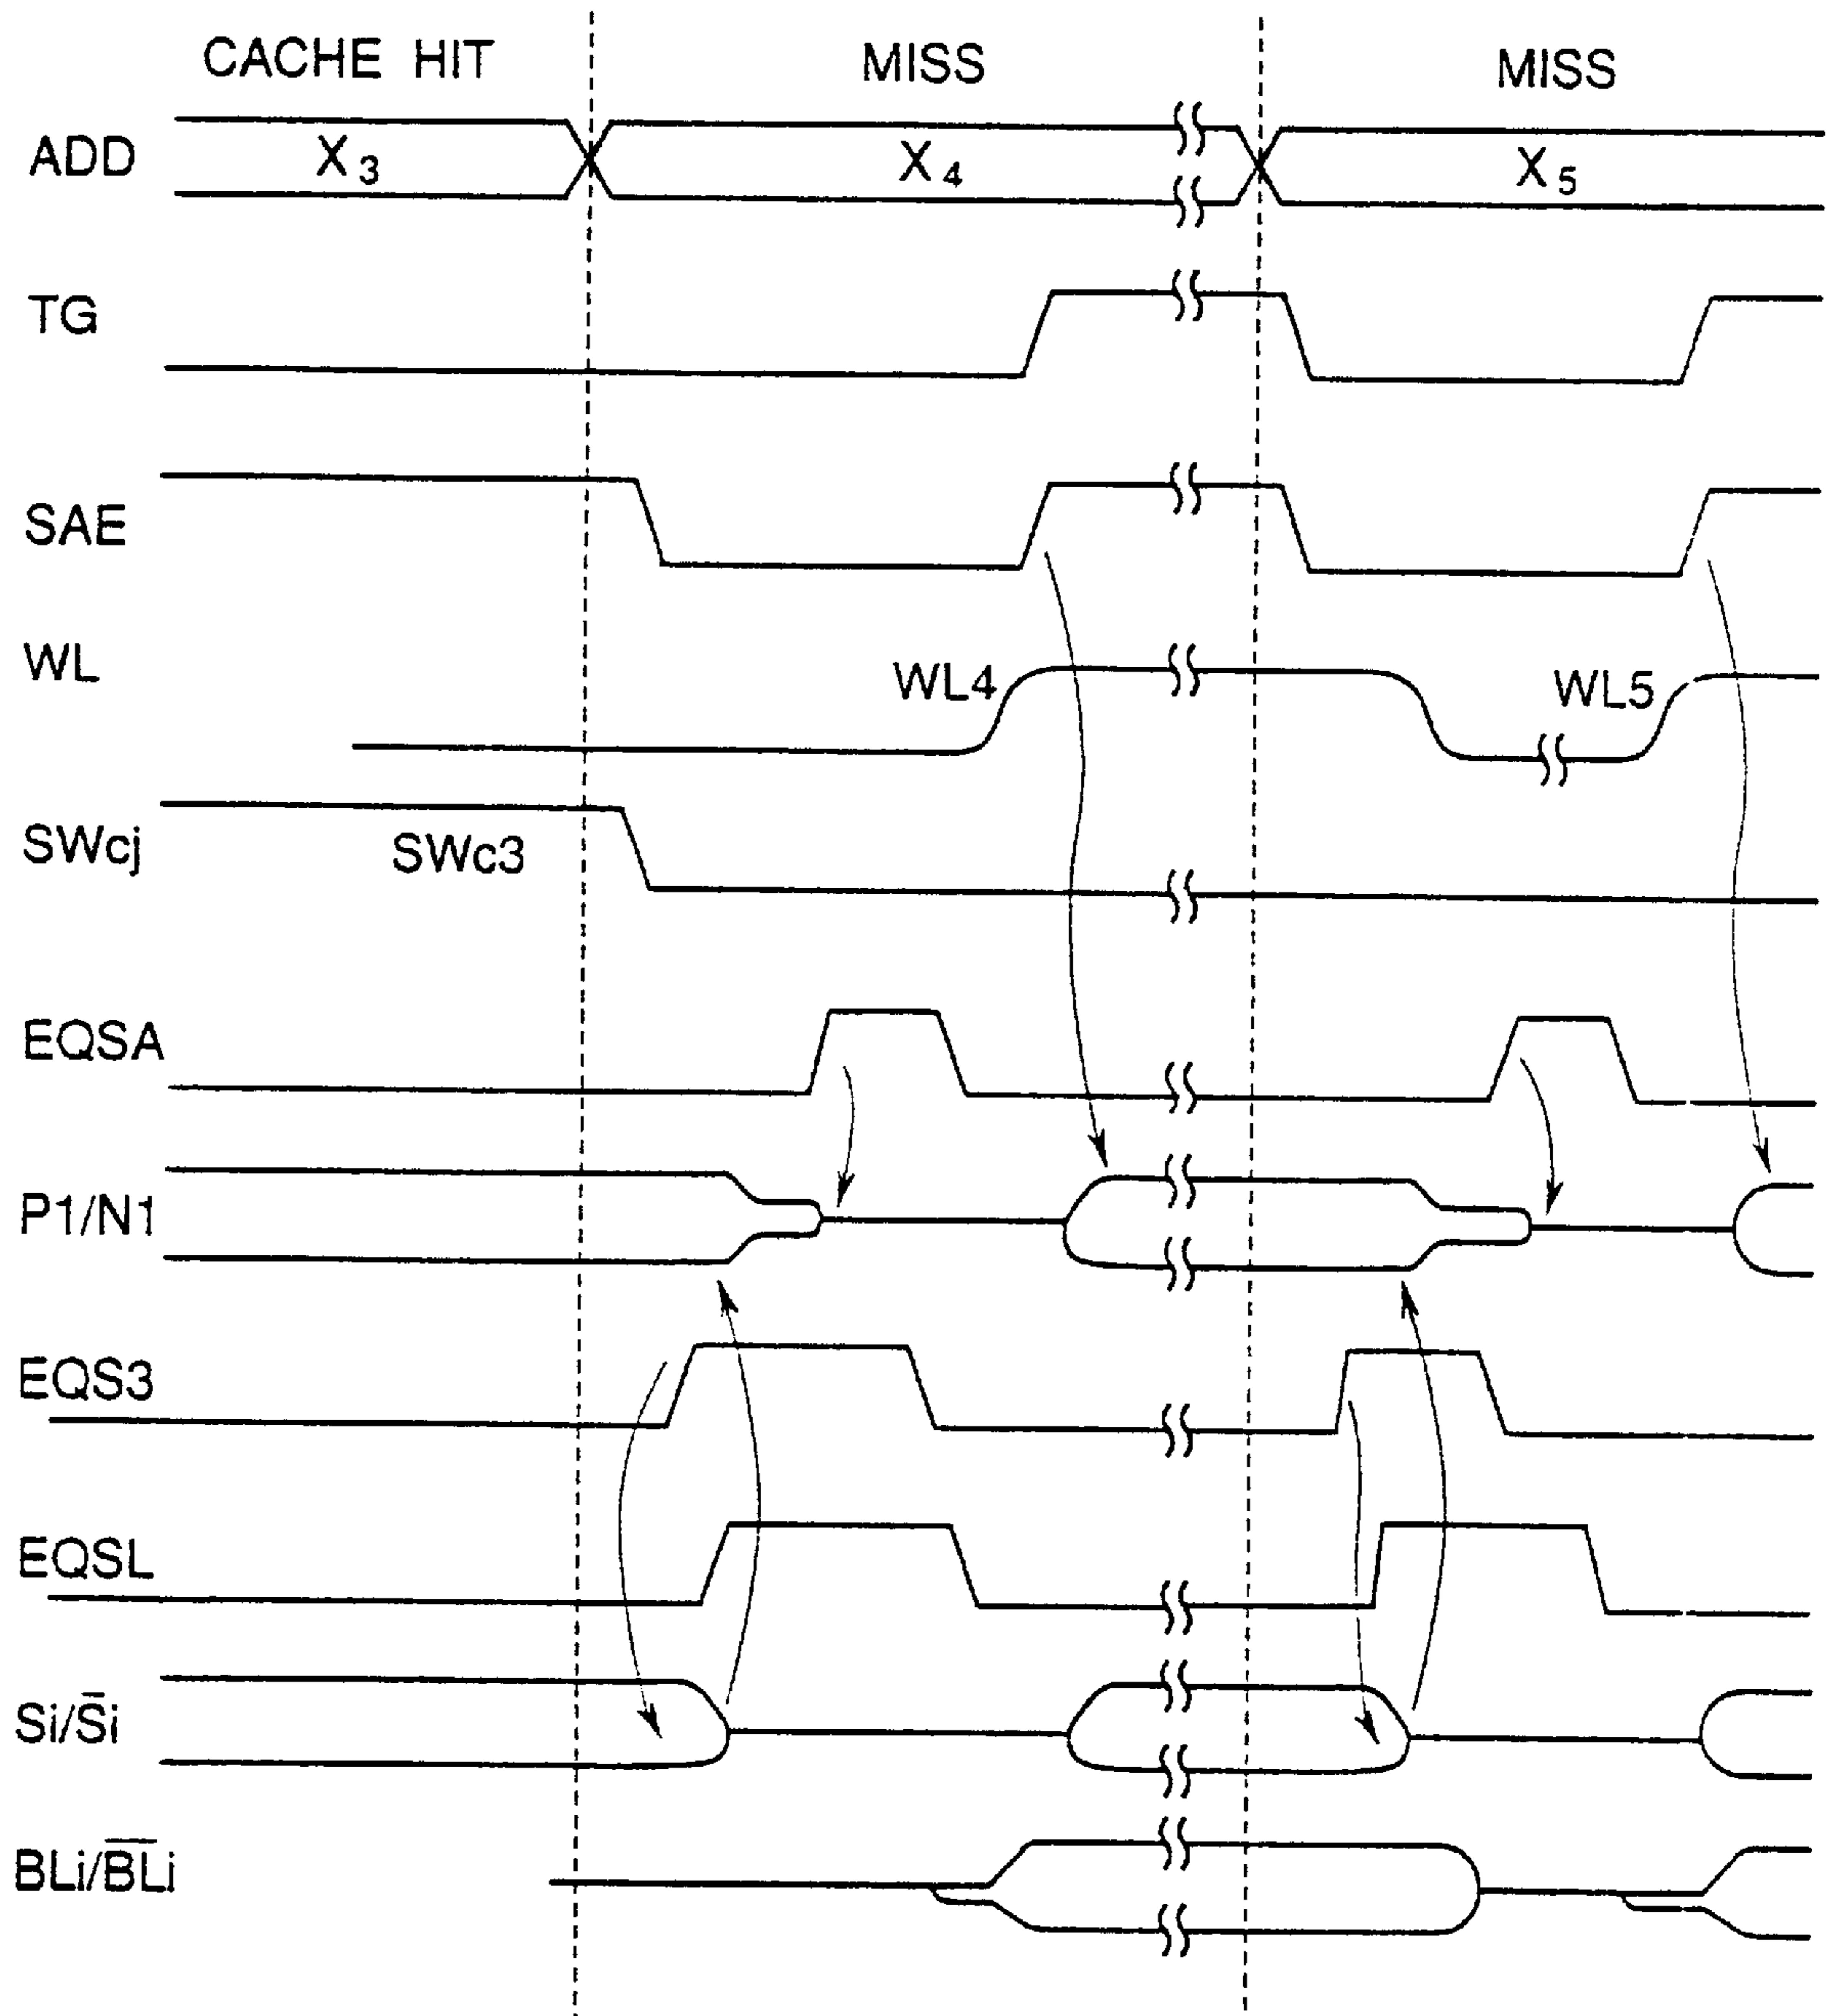 CACHE HIT MISS MISS
ADD X₃ X₄ X₅
TG
SAE
WL WL4 WL5
SWcj SWc3
EQSA
P1/N1
EQS3
EQSL
Si/S̅i
BLi/B̅L̅i